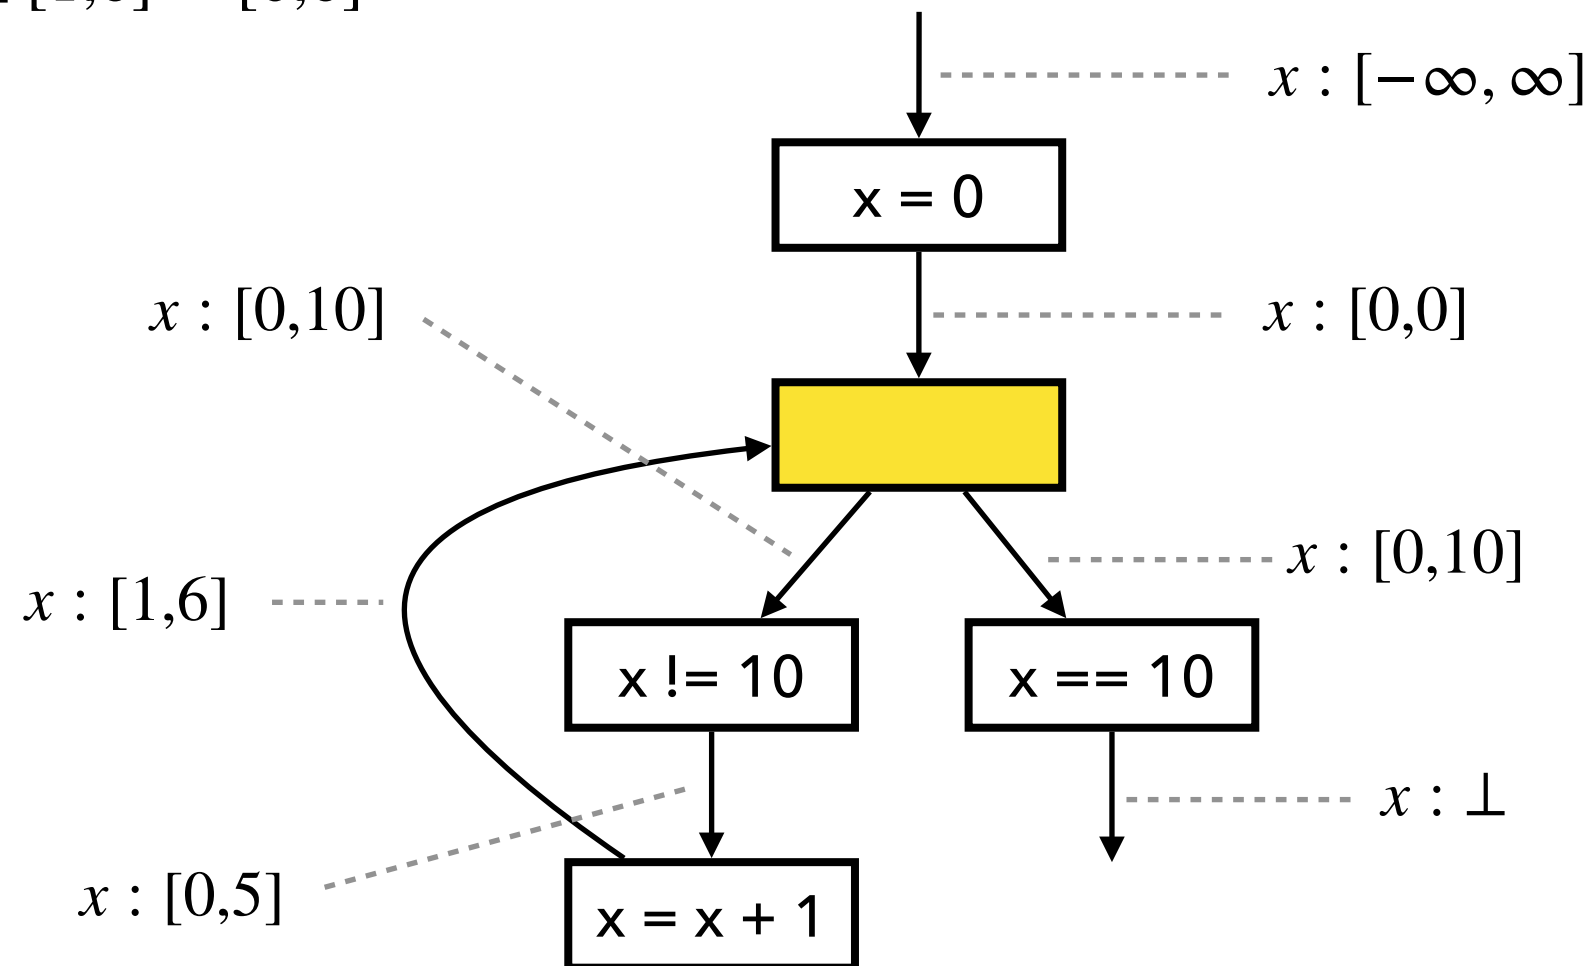 x : [−∞, ∞]
x = 0
x : [0,10]
x : [0,0]
x : [0,10]
x : [1,6]
x != 10
x == 10
x : ⊥
x : [0,5]
x = x + 1